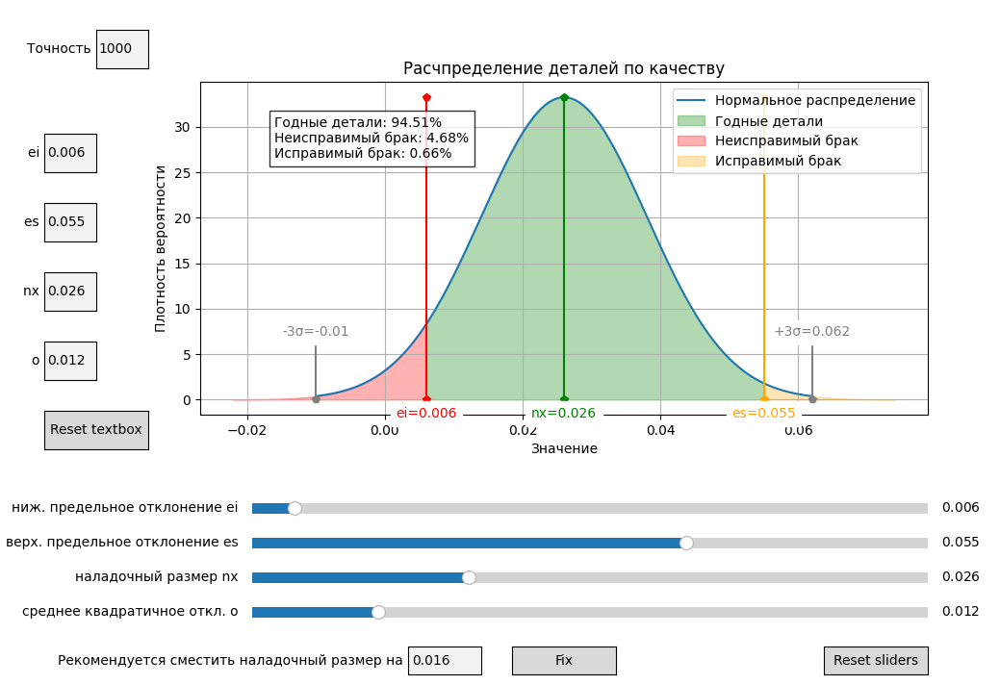 Точность 1000
Расчпределение деталей по качеству
Нормальное распределение
Годные детали
Неисправимый брак
Исправимый брак
Годные детали: 94.51%
Неисправимый брак: 4.68%
Исправимый брак: 0.66%
ei 0.006
es 0.055
nx 0.026
o 0.012
Reset textbox
Плотность вероятности
30
25
20
15
10
5
0
-3σ=-0.01
+3σ=0.062
ei=0.006
nx=0.026
es=0.055
−0.02 0.00 0.02 0.04 0.06
Значение
ниж. предельное отклонение ei 0.006
верх. предельное отклонение es 0.055
наладочный размер nx 0.026
среднее квадратичное откл. o 0.012
Рекомендуется сместить наладочный размер на 0.016 Fix Reset sliders